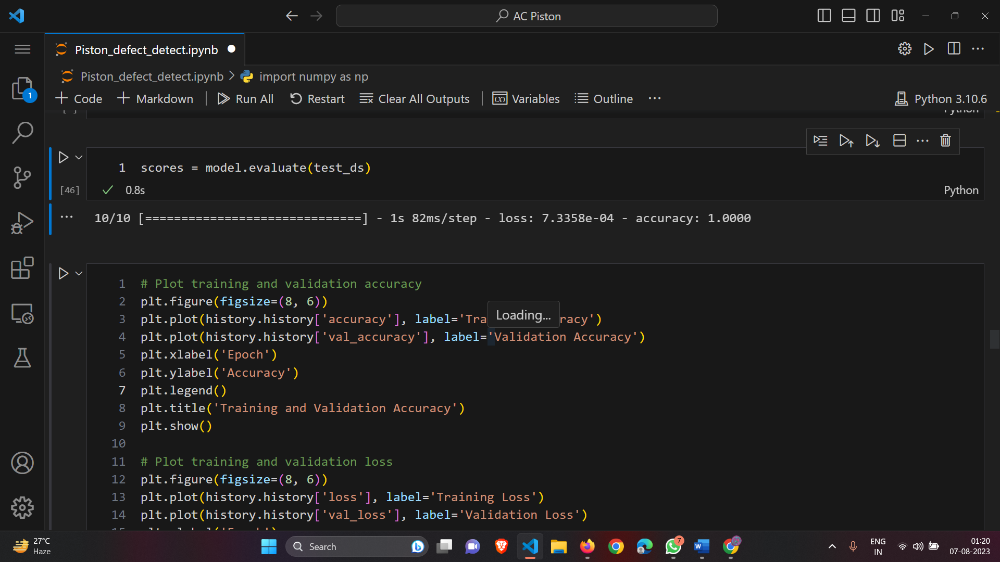 AC Piston
Piston_defect_detect.ipynb
Piston_defect_detect.ipynb > import numpy as np
Code Markdown Run All Restart Clear All Outputs Variables Outline ... Python 3.10.6
1 scores = model.evaluate(test_ds)
[46] 0.8s Python
10/10 [==============================] - 1s 82ms/step - loss: 7.3358e-04 - accuracy: 1.0000
1 # Plot training and validation accuracy
2 plt.figure(figsize=(8, 6))
Loading...
3 plt.plot(history.history['accuracy'], label='Tra racy')
4 plt.plot(history.history['val_accuracy'], label='Validation Accuracy')
5 plt.xlabel('Epoch')
6 plt.ylabel('Accuracy')
7 plt.legend()
8 plt.title('Training and Validation Accuracy')
9 plt.show()
10
11 # Plot training and validation loss
12 plt.figure(figsize=(8, 6))
13 plt.plot(history.history['loss'], label='Training Loss')
14 plt.plot(history.history['val_loss'], label='Validation Loss')
1
27°C
Haze
Search
7
ENG
IN
01:20
07-08-2023